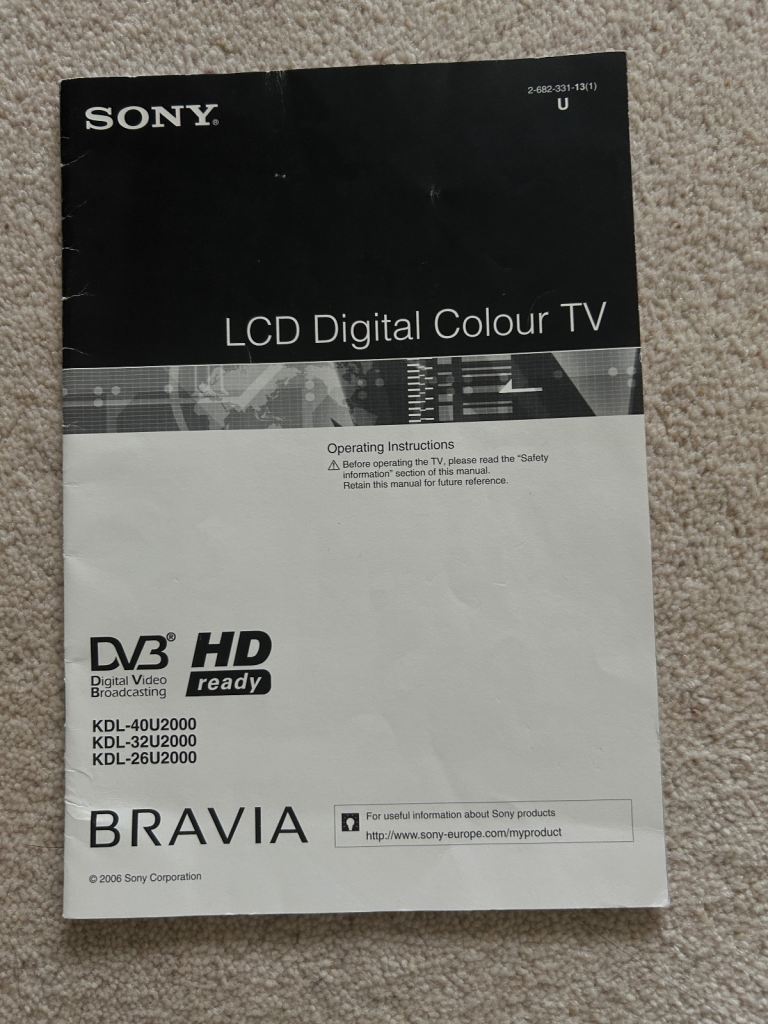 SONY®
2-682-331-13(1)
U
LCD Digital Colour TV
Operating Instructions
Before operating the TV, please read the "Safety
information" section of this manual.
Retain this manual for future reference.
DVB®
Digital Video
Broadcasting
HD
ready
KDL-40U2000
KDL-32U2000
KDL-26U2000
BRAVIA
For useful information about Sony products
http://www.sony-europe.com/myproduct
© 2006 Sony Corporation